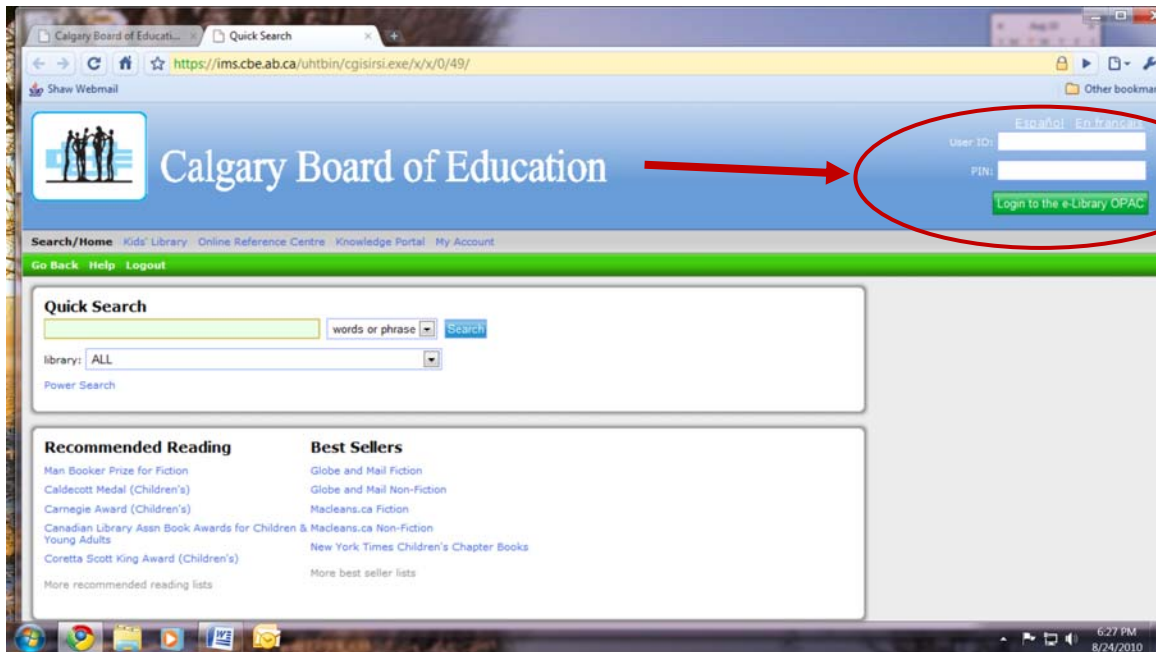 Calgary Board of Educati...
Quick Search
https://ims.cbe.ab.ca/uhtbin/cgisirsi.exe/x/x/0/49/
Shaw Webmail
Other bookmar
Español En français
User ID:
Calgary Board of Education
PIN:
Login to the e-Library OPAC
Search/Home Kids' Library Online Reference Centre Knowledge Portal My Account
Go Back Help Logout
Quick Search
words or phrase Search
library: ALL
Power Search
Recommended Reading
Man Booker Prize for Fiction
Caldecott Medal (Children's)
Carnegie Award (Children's)
Canadian Library Assn Book Awards for Children &
Young Adults
Coretta Scott King Award (Children's)
More recommended reading lists
Best Sellers
Globe and Mail Fiction
Globe and Mail Non-Fiction
Macleans.ca Fiction
Macleans.ca Non-Fiction
New York Times Children's Chapter Books
More best seller lists
6:27 PM
8/24/2010